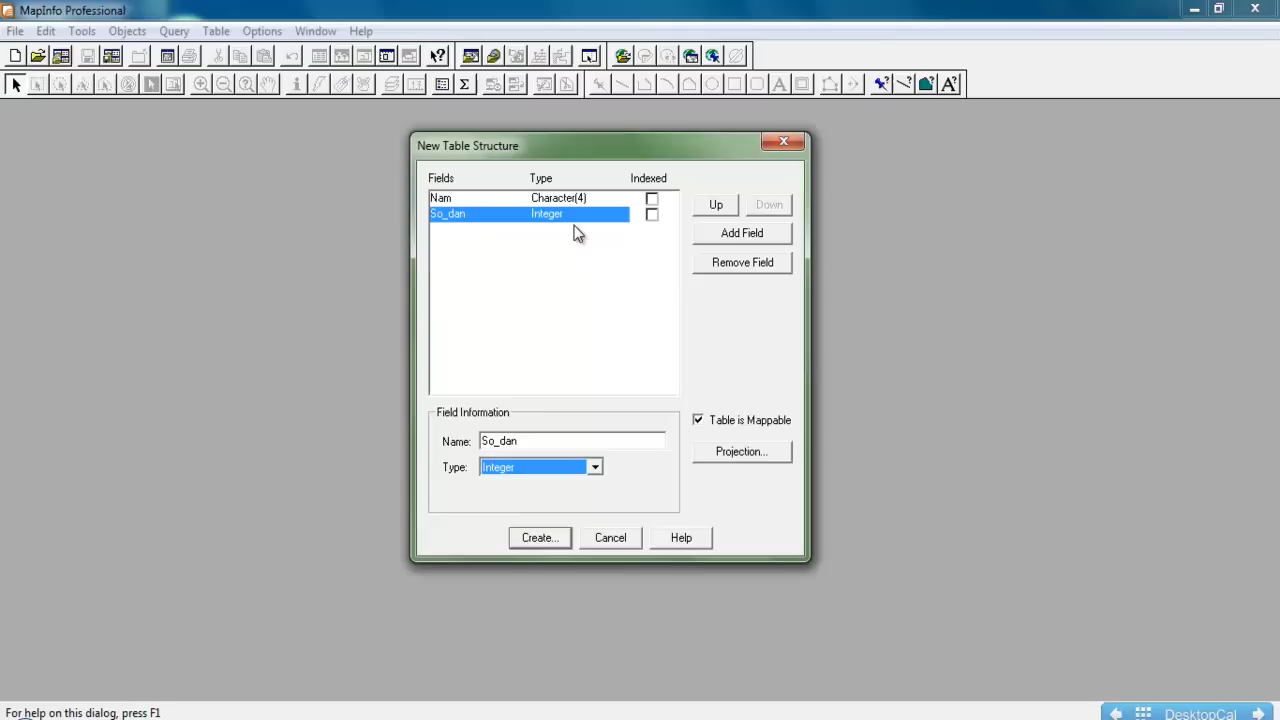 MapInfo Professional
File Edit Tools Objects Query Table Options Window Help
New Table Structure
Fields Type Indexed
Nam Character(4)
So_dan Integer
Up Down
Add Field
Remove Field
Field Information
Table is Mappable
Name: So_dan
Projection...
Type: Integer
Create... Cancel Help
For help on this dialog, press F1
DesktopCal